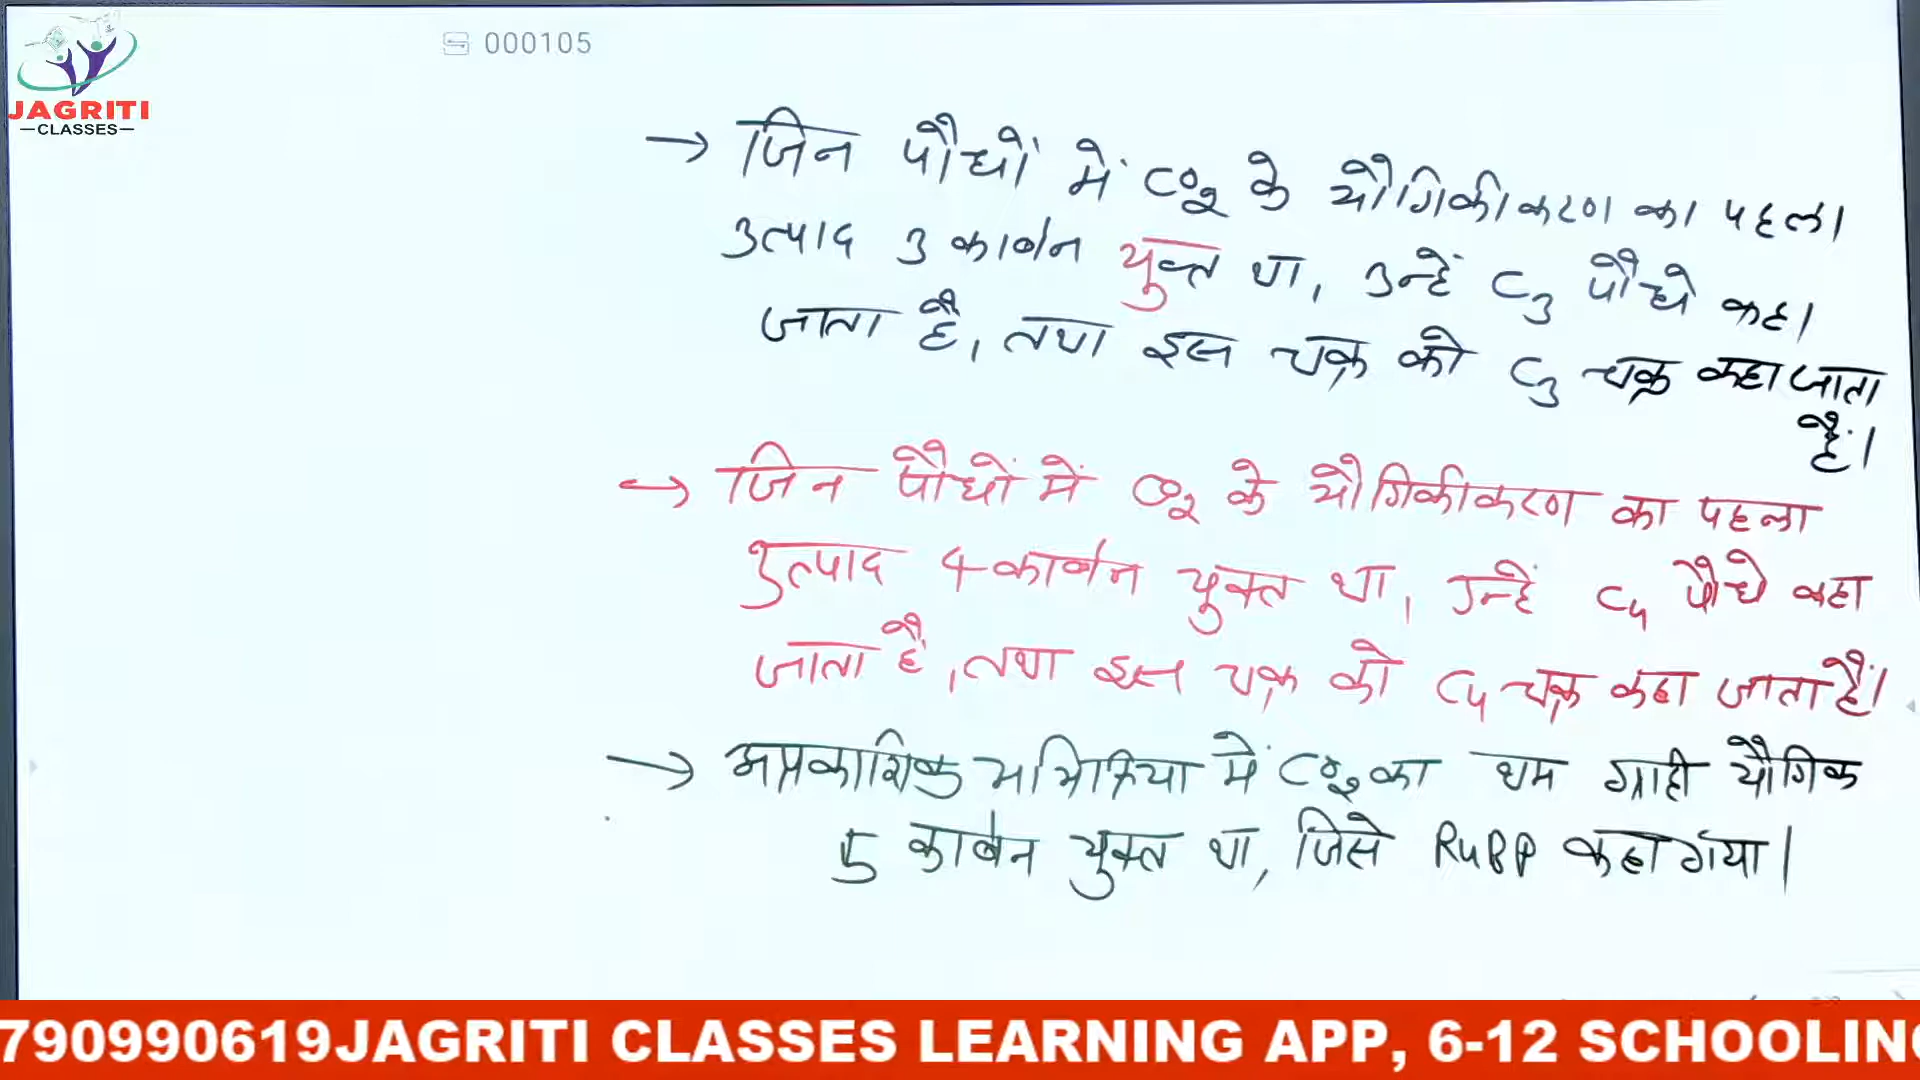 JAGRITI
CLASSES
000105
→ जिन पौधों में CO2 के यौगिकीकरण का पहला
उत्पाद 3 कार्बन युक्त था, उन्हें C3 पौधे कहा
जाता है, तथा इस चक्र को C3 चक्र कहा जाता
हैं।
→ जिन पौधों में CO2 के यौगिकीकरण का पहला
उत्पाद 4 कार्बन युक्त था, उन्हें C4 पौधे कहा
जाता है, तथा इस चक्र को C4 चक्र कहा जाता हैं।
→ अप्रकाशिक अभिक्रिया में CO2 का थम ग्राही यौगिक
5 कार्बन युक्त था, जिसे RuBP कहा गया।
790990619JAGRITI CLASSES LEARNING APP, 6-12 SCHOOLING